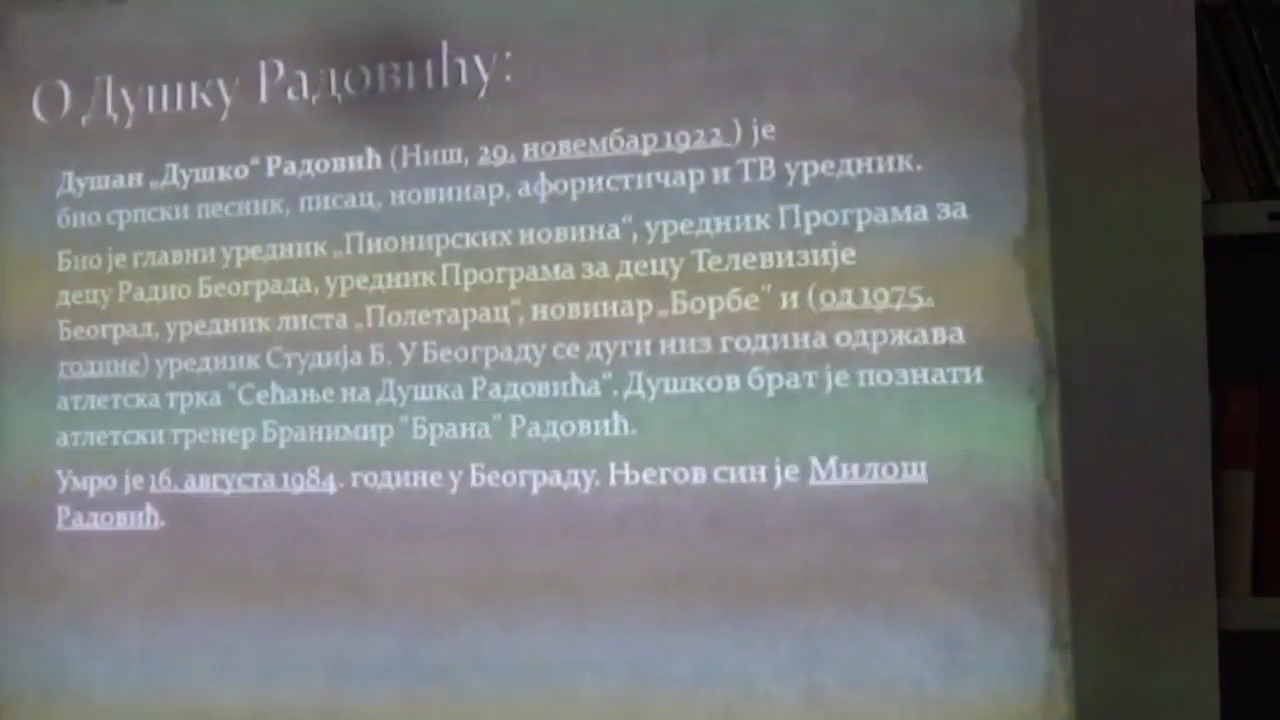 О Душку Радовићу:
Душан „Душко“ Радовић (Ниш, 29. новембар 1922 ) је
био српски песник, писац, новинар, афористичар и ТВ уредник.
Био је главни уредник „Пионирских новина“, уредник Програма за
децу Радио Београда, уредник Програма за децу Телевизије
Београд, уредник листа „Полетарац“, новинар „Борбе“ и (од 1975.
године) уредник Студија Б. У Београду се дуги низ година одржава
атлетска трка "Сећање на Душка Радовића“. Душков брат је познати
атлетски тренер Бранимир "Брана" Радовић.
Умро је 16. августа 1984. године у Београду. Његов син је Милош
Радовић.